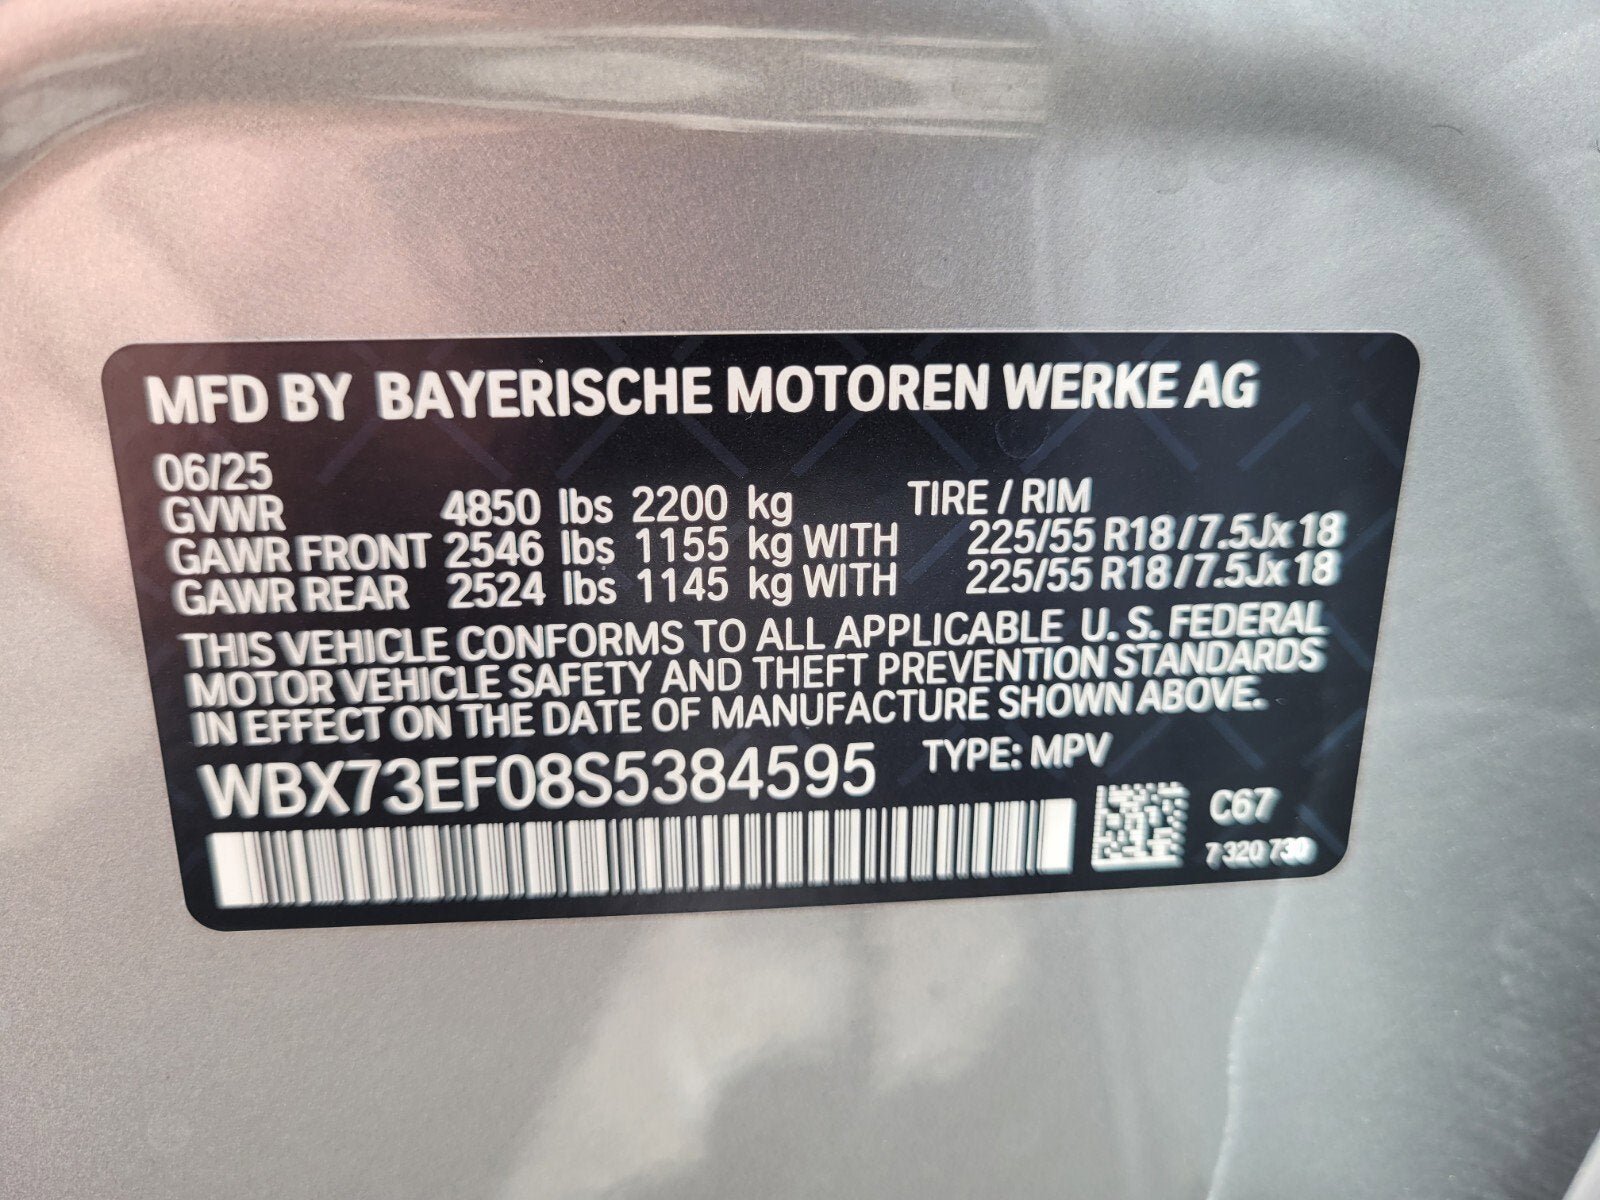 MFD BY BAYERISCHE MOTOREN WERKE AG
06/25
GVWR 4850 lbs 2200 kg TIRE / RIM
GAWR FRONT 2546 lbs 1155 kg WITH 225/55 R18 / 7.5Jx18
GAWR REAR 2524 lbs 1145 kg WITH 225/55 R18 / 7.5Jx18
THIS VEHICLE CONFORMS TO ALL APPLICABLE U. S. FEDERAL
MOTOR VEHICLE SAFETY AND THEFT PREVENTION STANDARDS
IN EFFECT ON THE DATE OF MANUFACTURE SHOWN ABOVE.
WBX73EF08S5384595 TYPE: MPV
C67
7 320 730